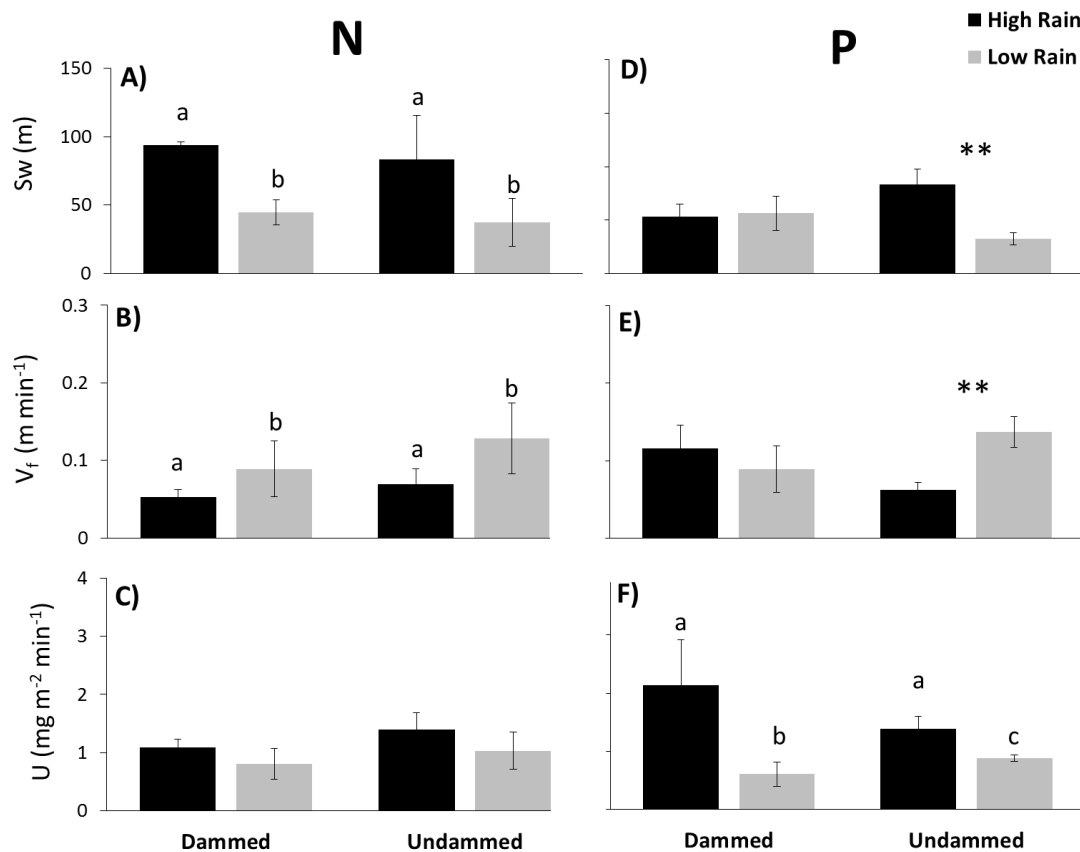 N
P
High Rain
Low Rain
A)
D)
Sw (m)
150
100
50
0
a
b
a
b
**
B)
E)
V_f (m min⁻¹)
0.3
0.2
0.1
0
a
b
a
b
**
C)
F)
U (mg m⁻² min⁻¹)
4
3
2
1
0
a
b
a
c
Dammed
Undammed
Dammed
Undammed